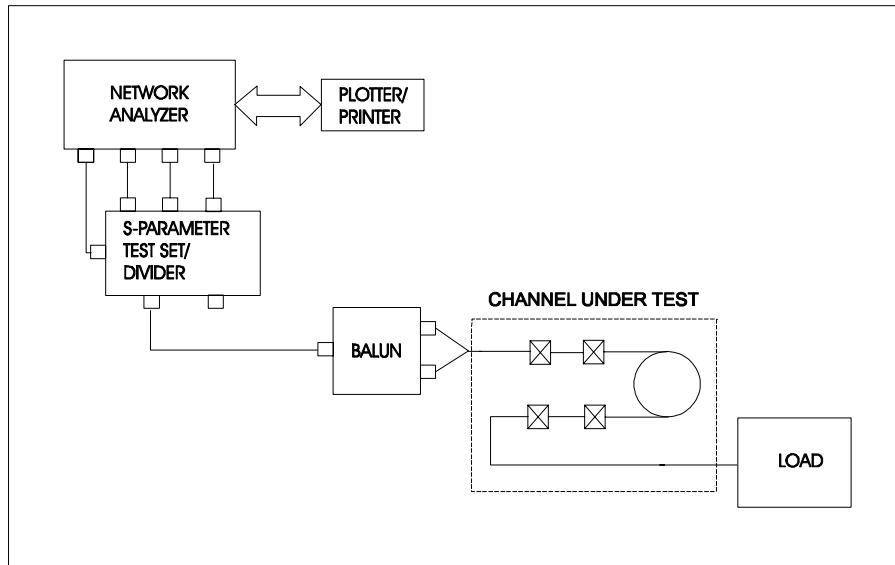 NETWORK
ANALYZER
PLOTTER/
PRINTER
S-PARAMETER
TEST SET/
DIVIDER
CHANNEL UNDER TEST
BALUN
LOAD